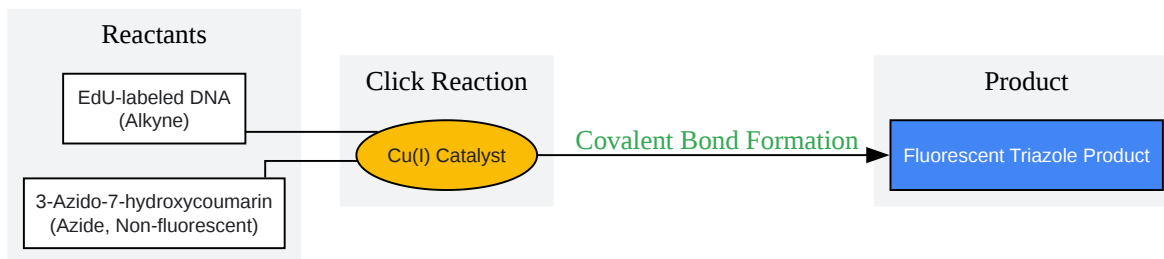 Reactants
EdU-labeled DNA
(Alkyne)
3-Azido-7-hydroxycoumarin
(Azide, Non-fluorescent)
Click Reaction
Cu(I) Catalyst
Covalent Bond Formation
Product
Fluorescent Triazole Product